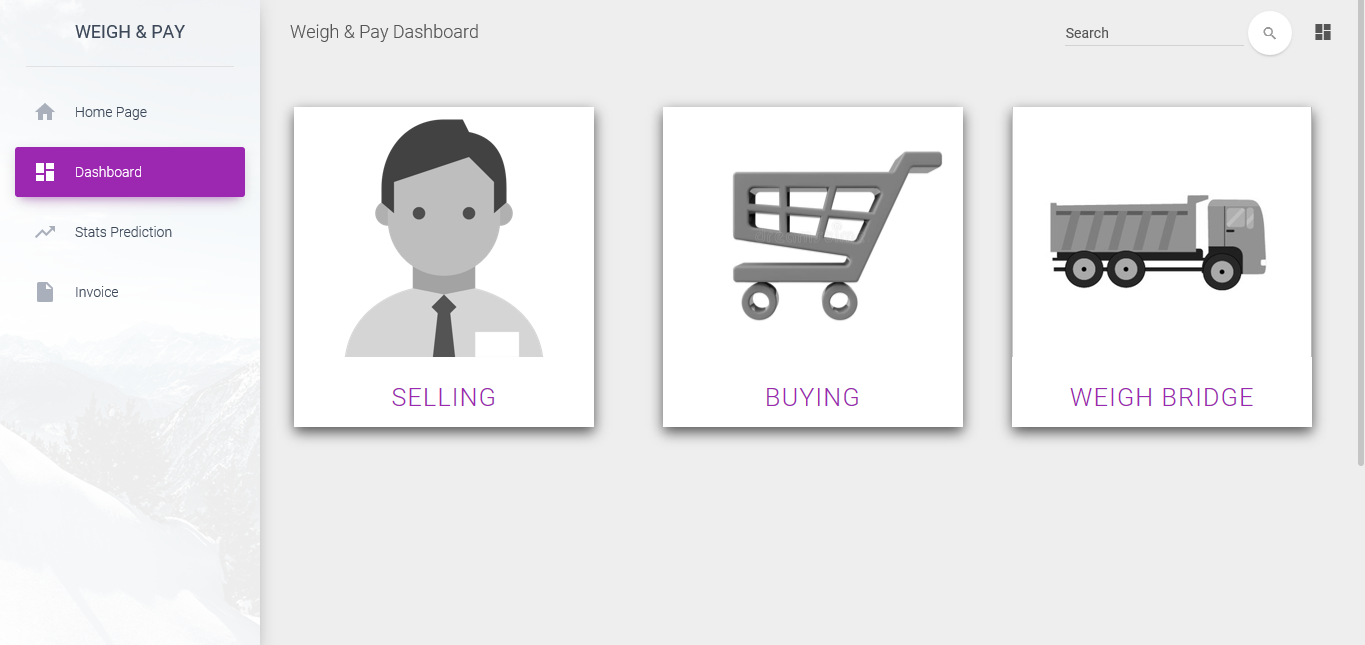 WEIGH & PAY
Home Page
Dashboard
Stats Prediction
Invoice
Weigh & Pay Dashboard
Search
SELLING
BUYING
WEIGH BRIDGE